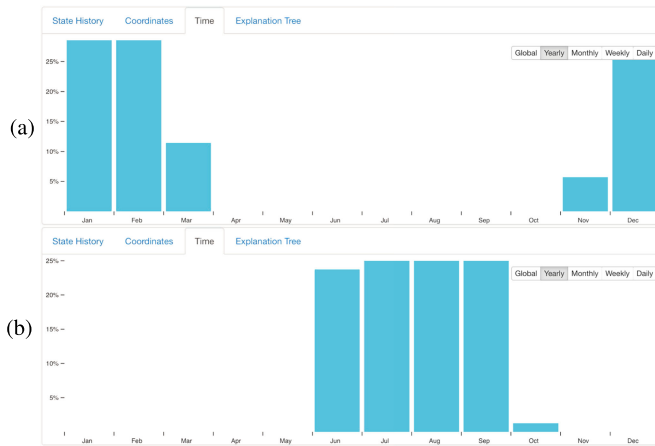 State History Coordinates Time Explanation Tree
Global Yearly Monthly Weekly Daily
25%
20%
(a)
15%
10%
5%
Jan Feb Mar Apr May Jun Jul Aug Sep Oct Nov Dec
State History Coordinates Time Explanation Tree
25%
Global Yearly Monthly Weekly Daily
20%
(b)
15%
10%
5%
Jan Feb Mar Apr May Jun Jul Aug Sep Oct Nov Dec